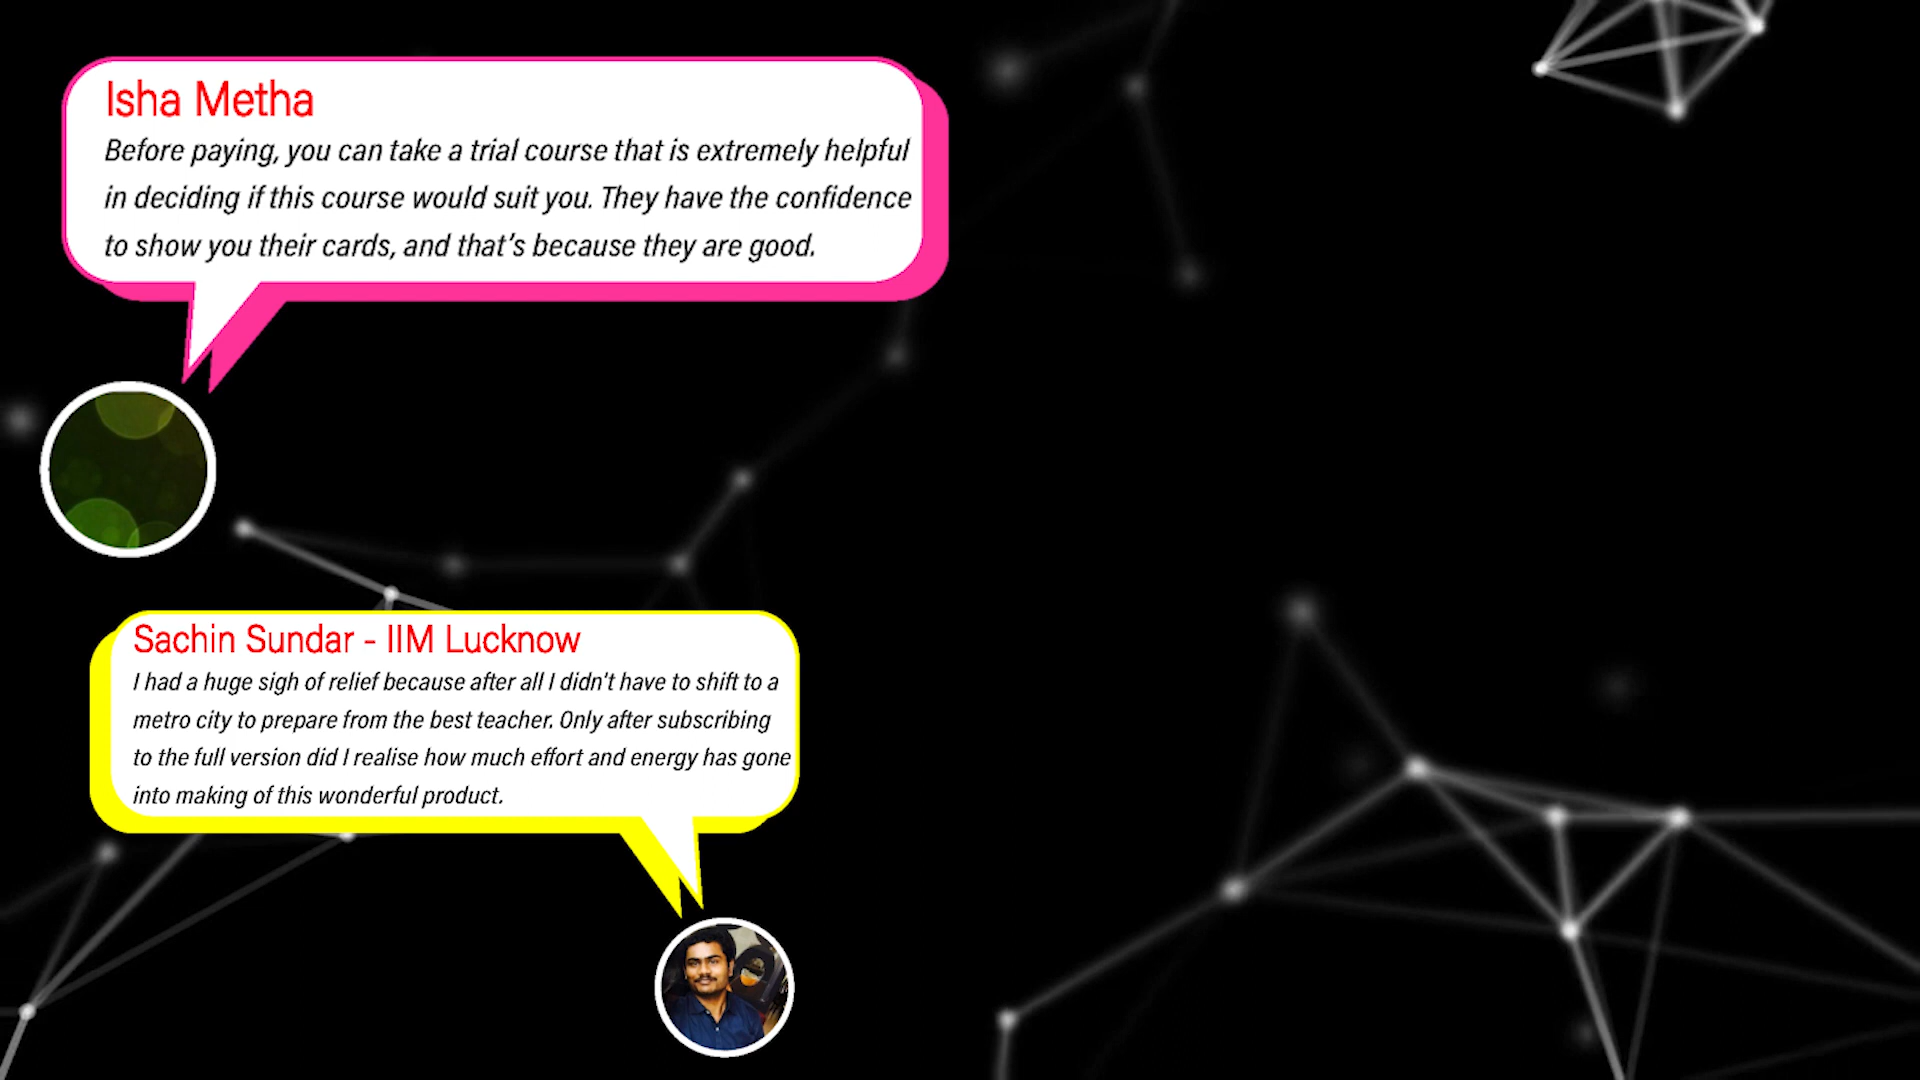 Isha Metha
Before paying, you can take a trial course that is extremely helpful
in deciding if this course would suit you. They have the confidence
to show you their cards, and that's because they are good.
Sachin Sundar - IIM Lucknow
I had a huge sigh of relief because after all I didn't have to shift to a
metro city to prepare from the best teacher. Only after subscribing
to the full version did I realise how much effort and energy has gone
into making of this wonderful product.